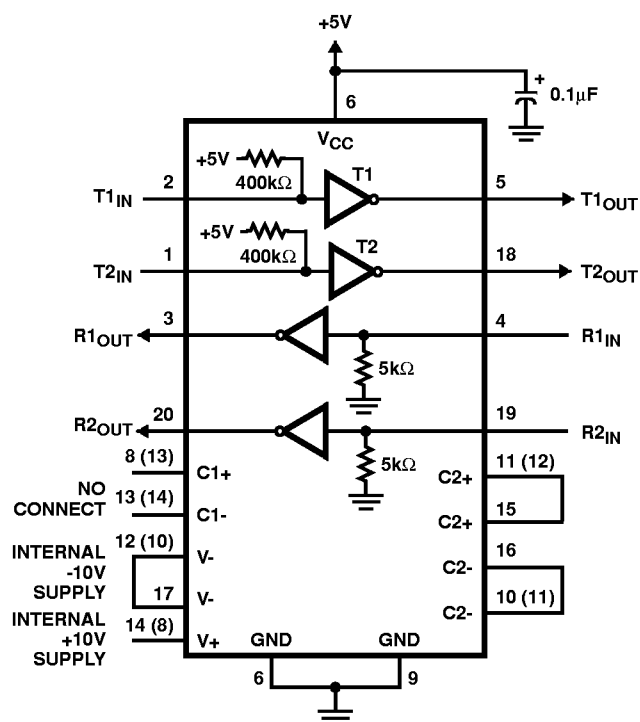 +5V
6
+
0.1μF
VCC
+5V
400kΩ
T1
2
5
T1IN
T1OUT
+5V
400kΩ
T2
1
18
T2IN
T2OUT
3
4
R1OUT
R1IN
5kΩ
20
19
R2OUT
R2IN
5kΩ
8 (13)
C1+
NO
CONNECT
13 (14)
C1-
11 (12)
C2+
15
C2+
INTERNAL
-10V
SUPPLY
12 (10)
V-
17
V-
16
C2-
10 (11)
C2-
INTERNAL
+10V
SUPPLY
14 (8)
V+
GND
GND
6
9